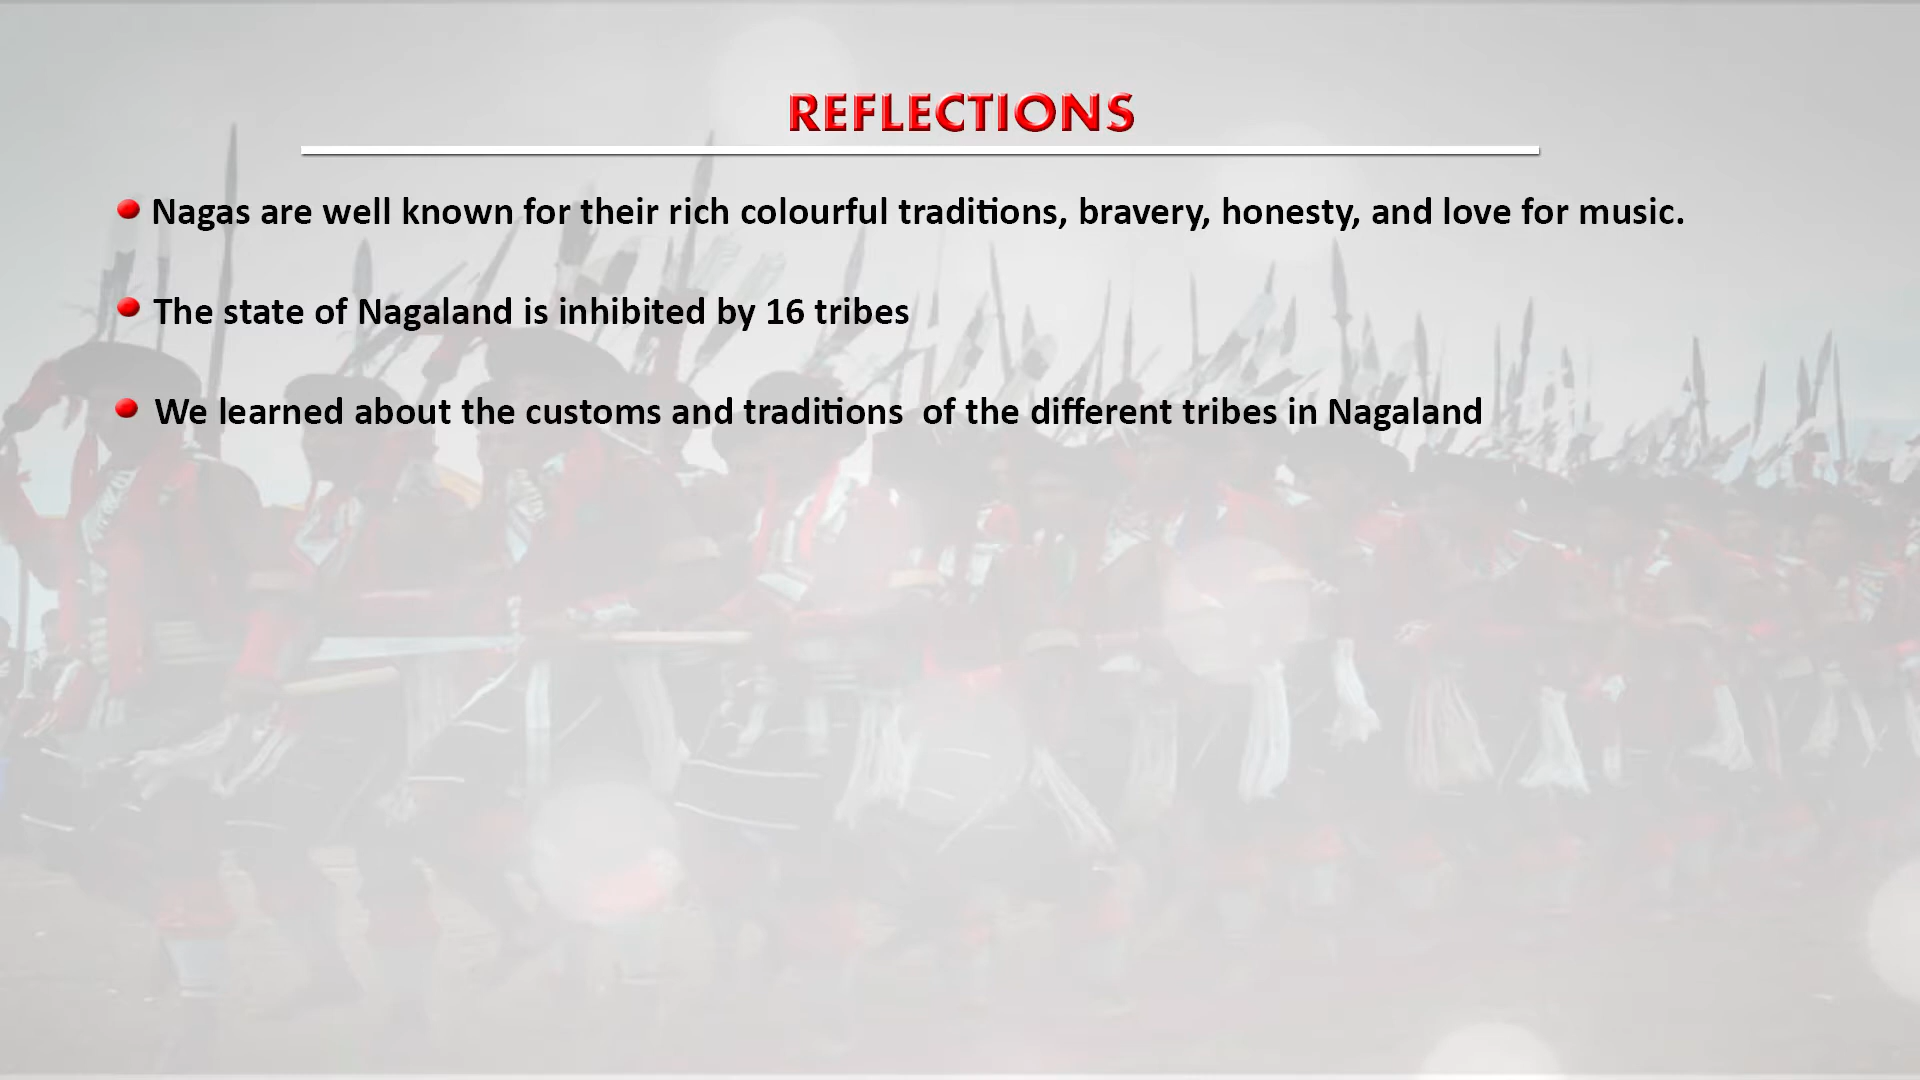 REFLECTIONS
Nagas are well known for their rich colourful traditions, bravery, honesty, and love for music.
The state of Nagaland is inhibited by 16 tribes
We learned about the customs and traditions  of the different tribes in Nagaland